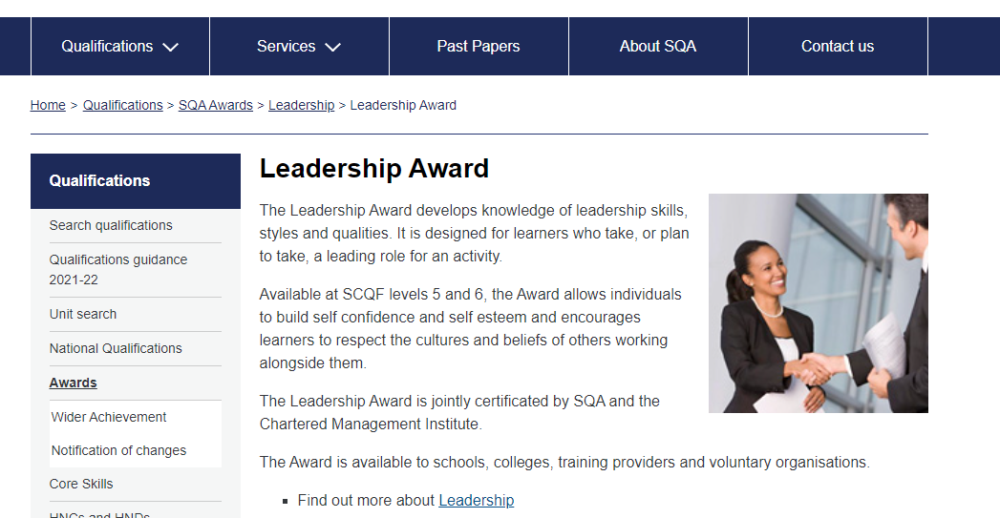 Qualifications
Services
Past Papers
About SQA
Contact us
Home > Qualifications > SQA Awards > Leadership > Leadership Award
Qualifications
Search qualifications
Qualifications guidance
2021-22
Unit search
National Qualifications
Awards
Wider Achievement
Notification of changes
Core Skills
HNCs and HNDs
Leadership Award
The Leadership Award develops knowledge of leadership skills,
styles and qualities. It is designed for learners who take, or plan
to take, a leading role for an activity.
Available at SCQF levels 5 and 6, the Award allows individuals
to build self confidence and self esteem and encourages
learners to respect the cultures and beliefs of others working
alongside them.
The Leadership Award is jointly certificated by SQA and the
Chartered Management Institute.
The Award is available to schools, colleges, training providers and voluntary organisations.
Find out more about Leadership